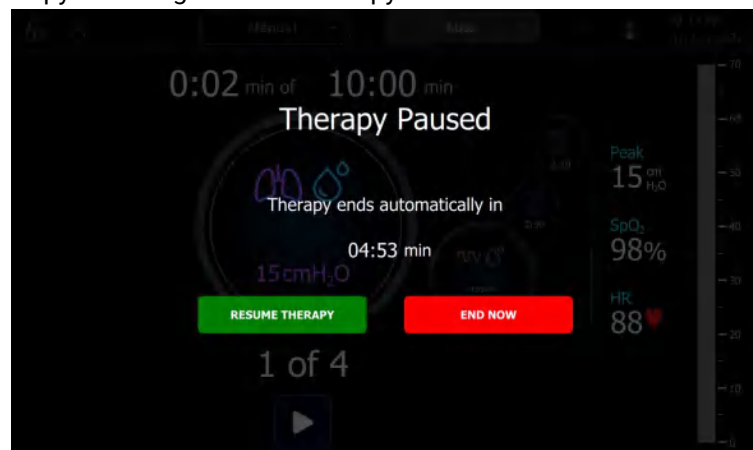 Manual
0:02 min of 10:00 min
Therapy Paused
Peak
15 cm H₂O
Therapy ends automatically in
SpO₂
04:53 min
98%
15cmH₂O
HR
RESUME THERAPY
END NOW
88
1 of 4
70
60
50
40
30
20
10
0